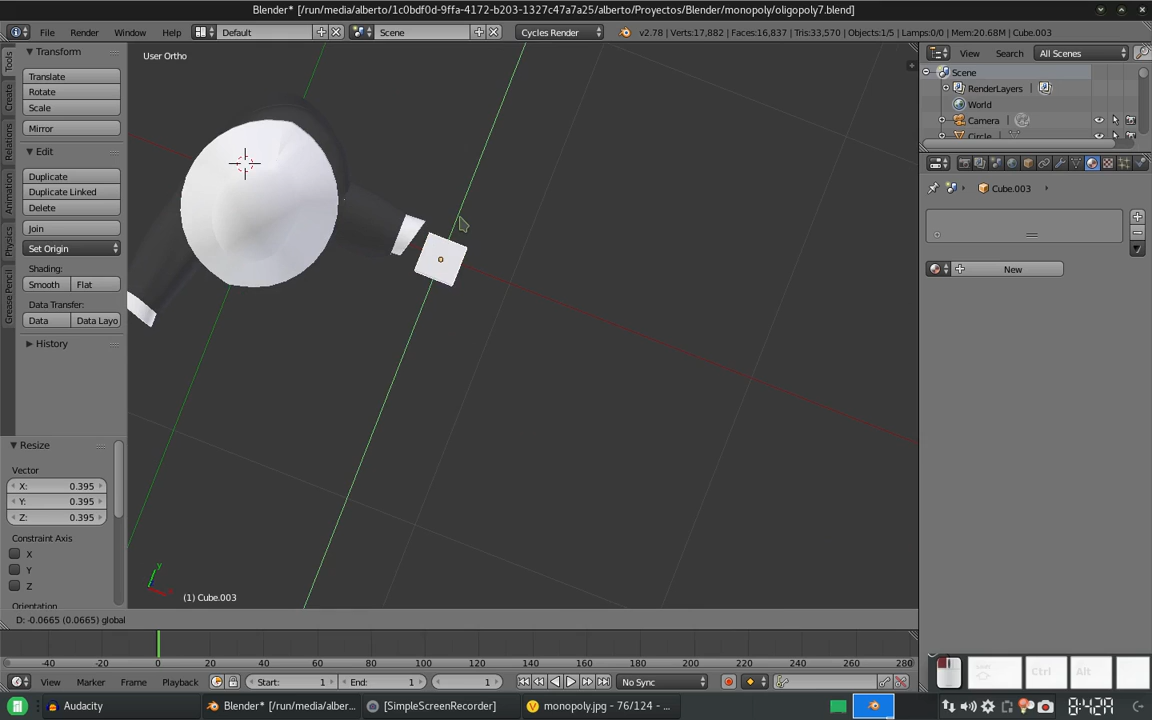 Blender* [/run/media/alberto/1c0bdf0d-9ffa-4172-b203-1327c47a7a25/alberto/Proyectos/Blender/monopoly/oligopoly7.blend]
File Render Window Help Default Scene Cycles Render v2.78 | Verts:17,882 | Faces:16,837 | Tris:33,570 | Objects:1/5 | Lamps:0/0 | Mem:20.68M | Cube.003
Tools
Create
Relations
Animation
Physics
Grease Pencil
Transform
Translate
Rotate
Scale
Mirror
Edit
Duplicate
Duplicate Linked
Delete
Join
Set Origin
Shading:
Smooth Flat
Data Transfer:
Data Data Layo
History
Resize
Vector
X: 0.395
Y: 0.395
Z: 0.395
Constraint Axis
X
Y
Z
Orientation
User Ortho
y
(1) Cube.003
D: -0.0665 (0.0665) global
View Search All Scenes
Scene
RenderLayers
World
Camera
Circle
Cube.003
New
-40 -20 0 20 40 60 80 100 120 140 160 180 200 220 240 260 280
View Marker Frame Playback Start: 1 End: 1 1 No Sync
Ctrl Alt
Audacity Blender* [/run/media/alber... [SimpleScreenRecorder] monopoly.jpg - 76/124 - ...